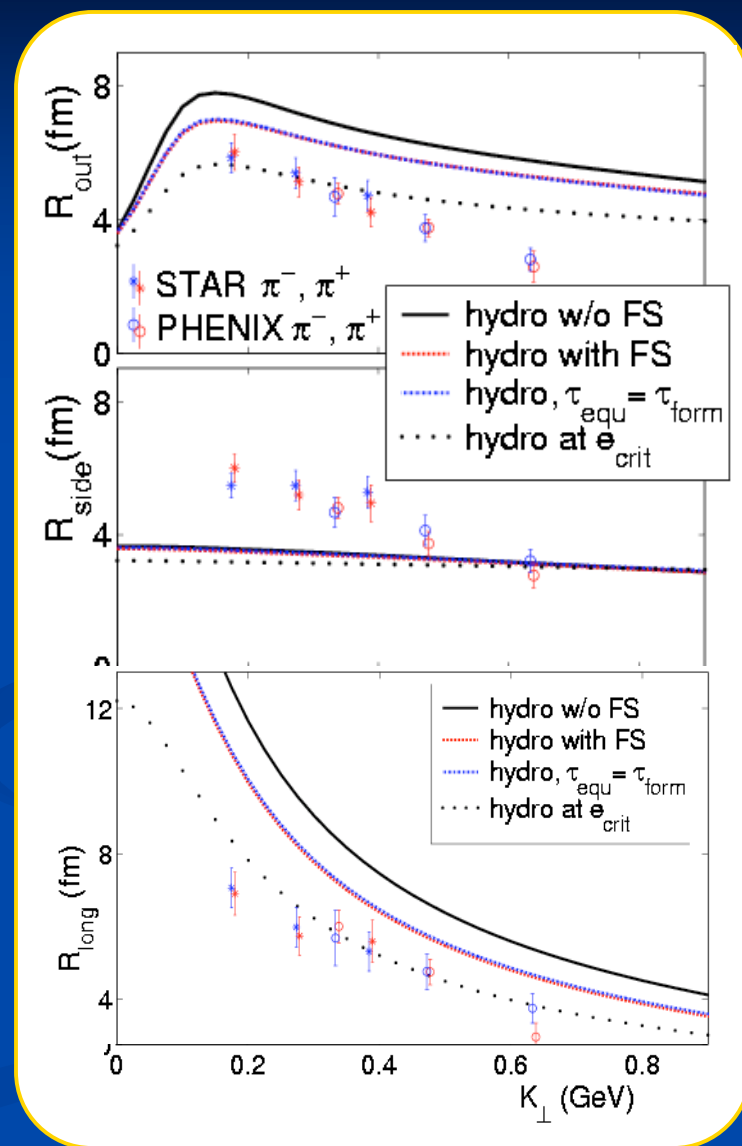 8
R_out(fm)
4
STAR π⁻, π⁺
PHENIX π⁻, π⁺
0
hydro w/o FS
hydro with FS
hydro, τ_equ = τ_form
hydro at e_crit
8
R_side(fm)
4
12
hydro w/o FS
hydro with FS
hydro, τ_equ = τ_form
hydro at e_crit
8
R_long (fm)
4
0 0.2 0.4 0.6 0.8
K_⊥ (GeV)